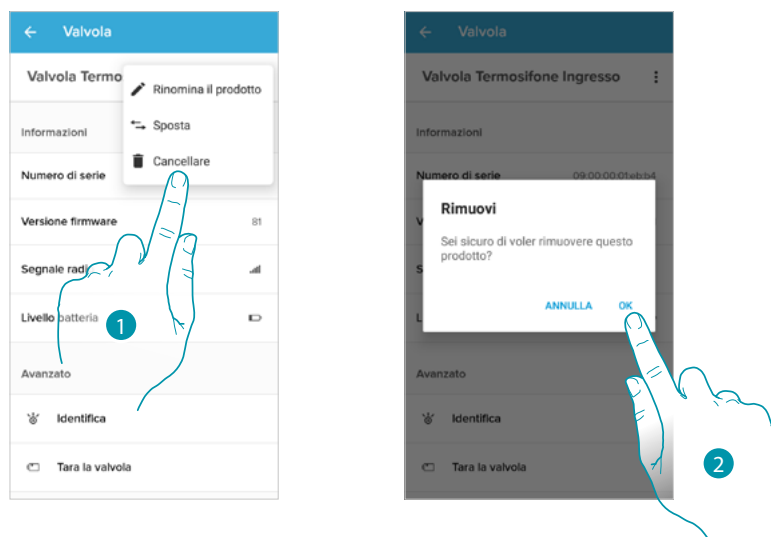 Valvola
Valvola Termo
Rinomina il prodotto
Sposta
Cancellare
Informazioni
Numero di serie
Versione firmware 81
Segnale radi
Livello batteria
1
Avanzato
Identifica
Tara la valvola
Valvola
Valvola Termosifone Ingresso
Informazioni
Numero di serie 09:00:00:01:eb:b4
Rimuovi
Sei sicuro di voler rimuovere questo
prodotto?
ANNULLA OK
Avanzato
Identifica
Tara la valvola
2